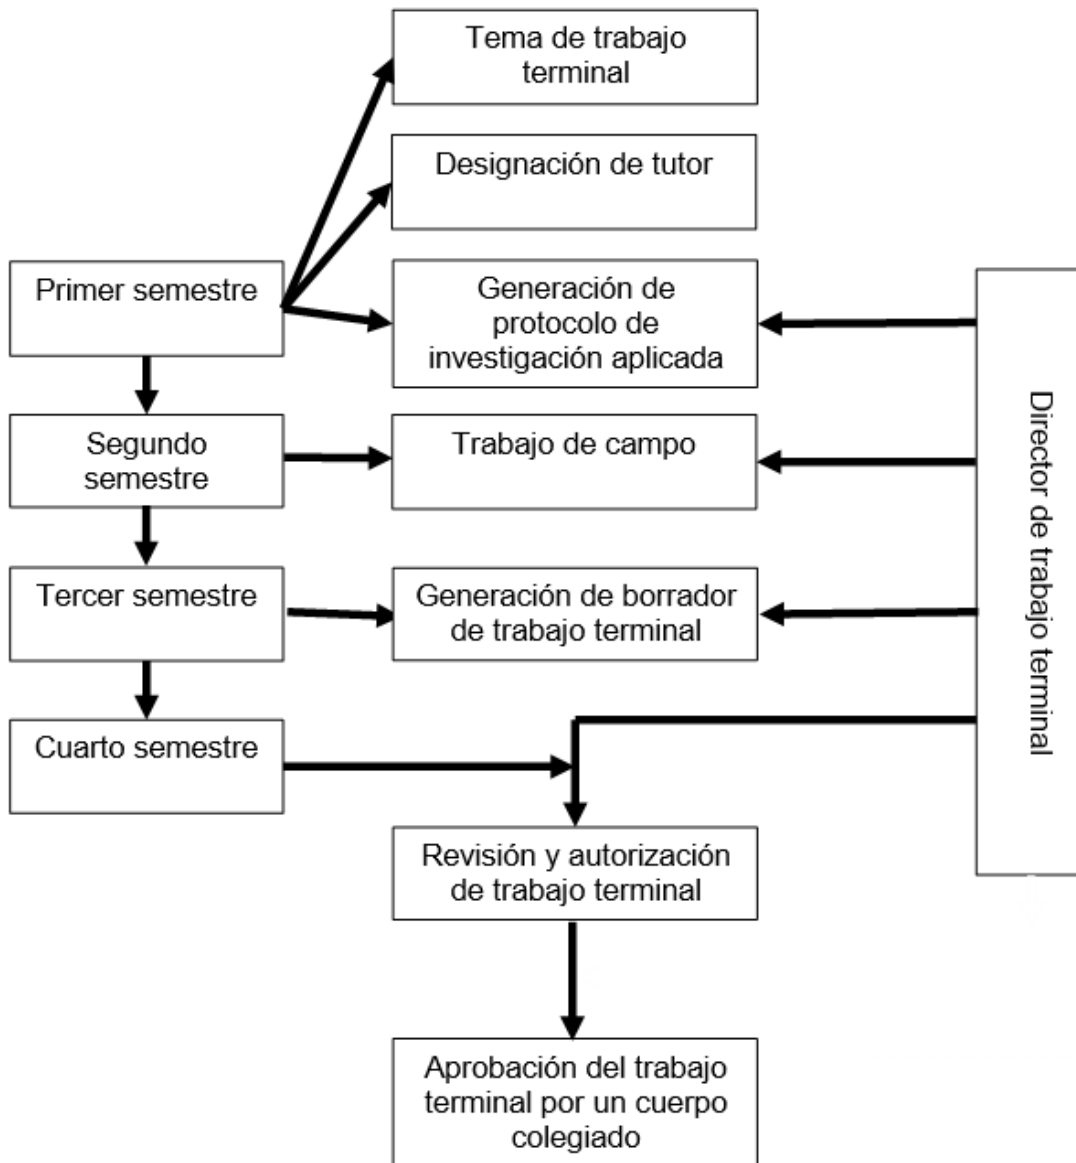 Tema de trabajo
terminal
Designación de tutor
Primer semestre
Generación de
protocolo de
investigación aplicada
Segundo
semestre
Trabajo de campo
Tercer semestre
Generación de borrador
de trabajo terminal
Cuarto semestre
Director de trabajo terminal
Revisión y autorización
de trabajo terminal
Aprobación del trabajo
terminal por un cuerpo
colegiado